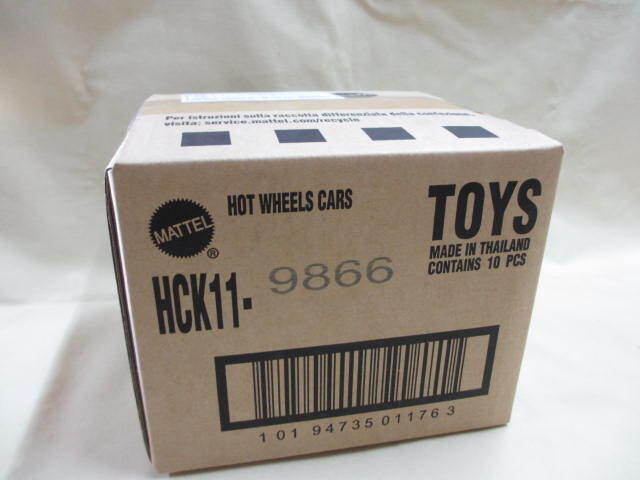 Per istruzioni sulla raccolta differenziata della confezione,
visita: service.mattel.com/recycle
MATTEL
®
HOT WHEELS CARS
TOYS
MADE IN THAILAND
CONTAINS 10 PCS
HCK11- 9866
1 01 94735 01176 3